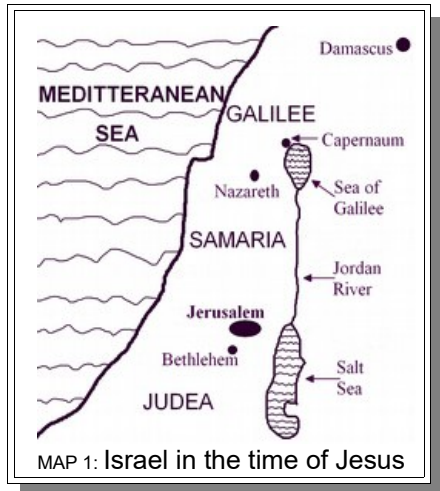 Damascus
MEDITTERANEAN
SEA
GALILEE
Capernaum
Nazareth
Sea of
Galilee
SAMARIA
Jordan
River
Jerusalem
Bethlehem
Salt
Sea
JUDEA
MAP 1: Israel in the time of Jesus